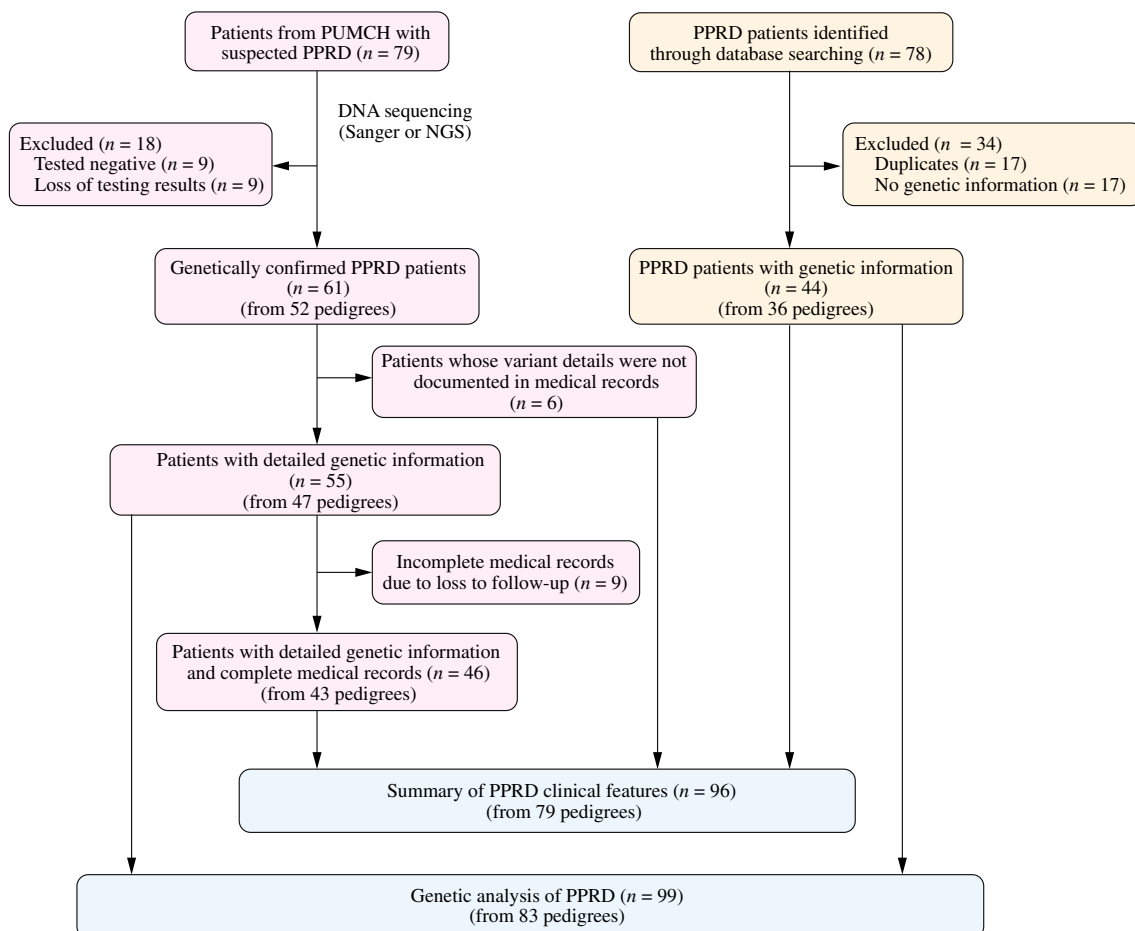 Patients from PUMCH with
suspected PPRD (n = 79)
PPRD patients identified
through database searching (n = 78)
DNA sequencing
(Sanger or NGS)
Excluded (n = 18)
Tested negative (n = 9)
Loss of testing results (n = 9)
Excluded (n = 34)
Duplicates (n = 17)
No genetic information (n = 17)
Genetically confirmed PPRD patients
(n = 61)
(from 52 pedigrees)
PPRD patients with genetic information
(n = 44)
(from 36 pedigrees)
Patients whose variant details were not
documented in medical records
(n = 6)
Patients with detailed genetic information
(n = 55)
(from 47 pedigrees)
Incomplete medical records
due to loss to follow-up (n = 9)
Patients with detailed genetic information
and complete medical records (n = 46)
(from 43 pedigrees)
Summary of PPRD clinical features (n = 96)
(from 79 pedigrees)
Genetic analysis of PPRD (n = 99)
(from 83 pedigrees)